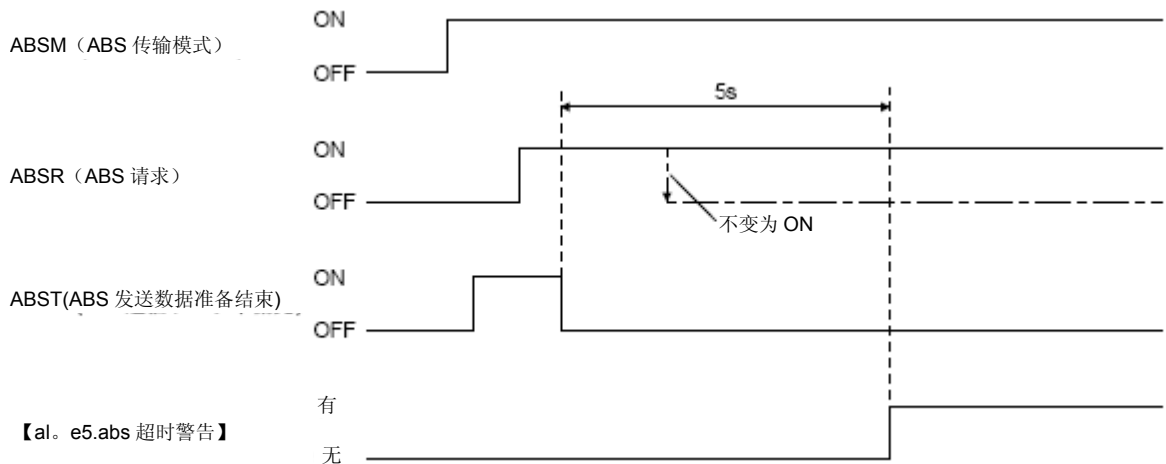 ON
ABSM（ABS 传输模式）
OFF
5s
ON
ABSR（ABS 请求）
OFF
不变为 ON
ON
ABST(ABS 发送数据准备结束)
OFF
有
【al。e5.abs 超时警告】
无